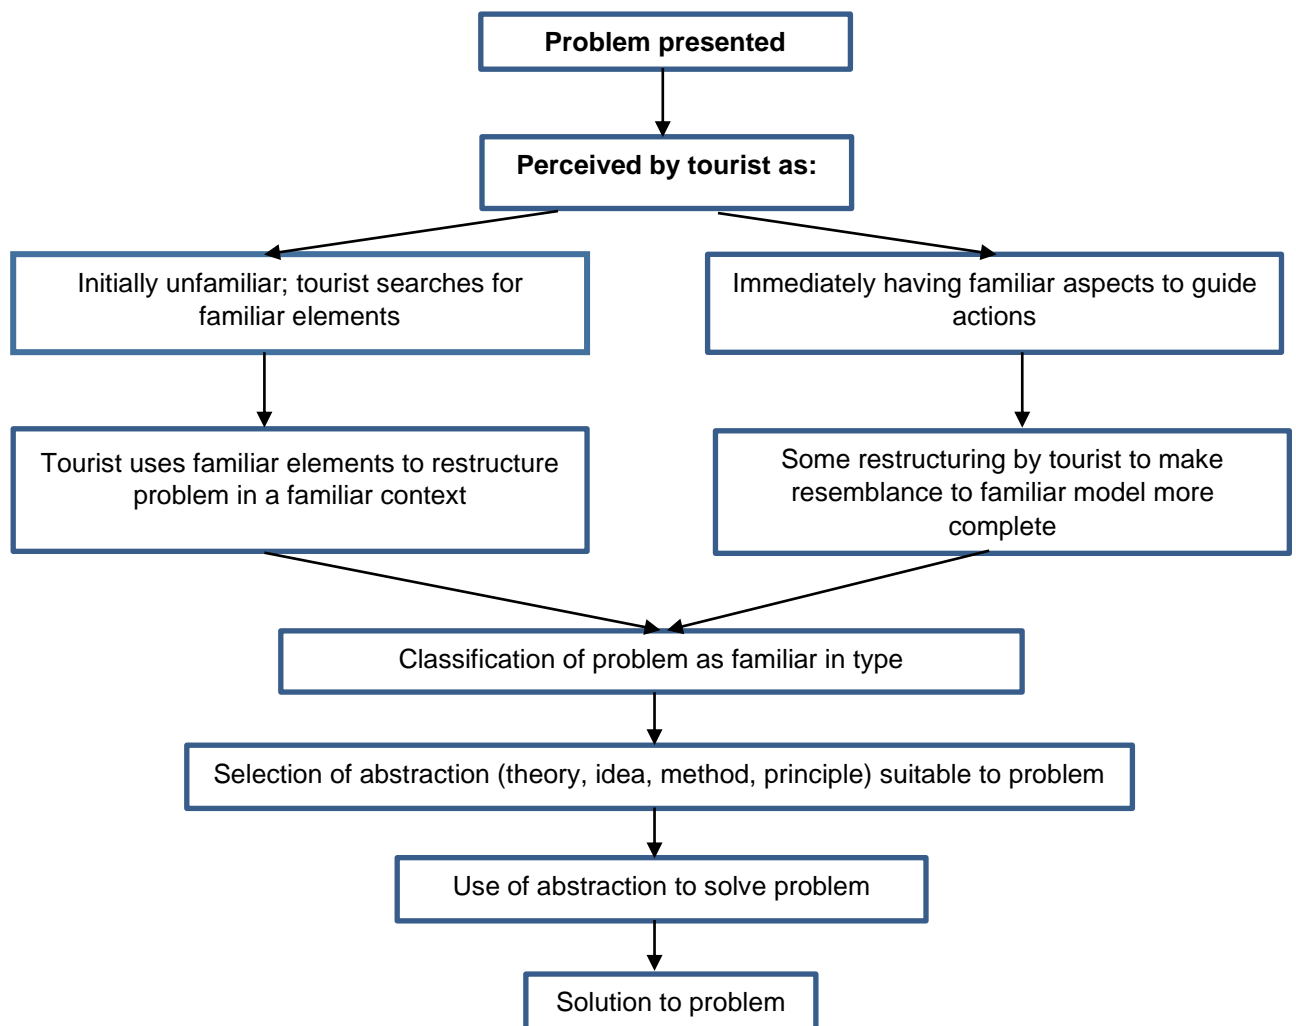 Problem presented
Perceived by tourist as:
Initially unfamiliar; tourist searches for
familiar elements
Immediately having familiar aspects to guide
actions
Tourist uses familiar elements to restructure
problem in a familiar context
Some restructuring by tourist to make
resemblance to familiar model more
complete
Classification of problem as familiar in type
Selection of abstraction (theory, idea, method, principle) suitable to problem
Use of abstraction to solve problem
Solution to problem